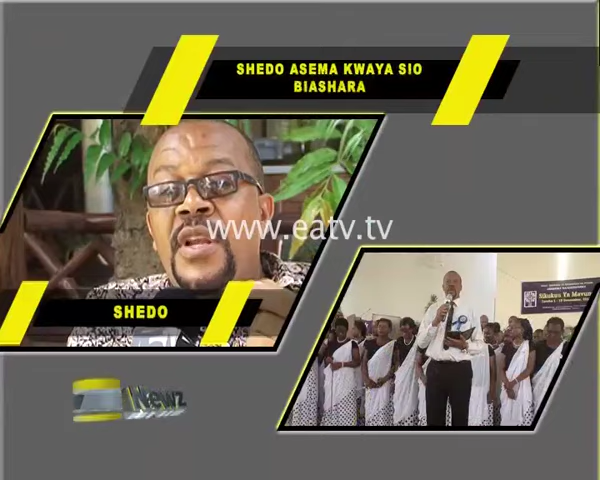 SHEDO ASEMA KWAYA SIO
BIASHARA
www.eatv.tv
SHEDO
Sikukuu Ya Mavuno
Newz